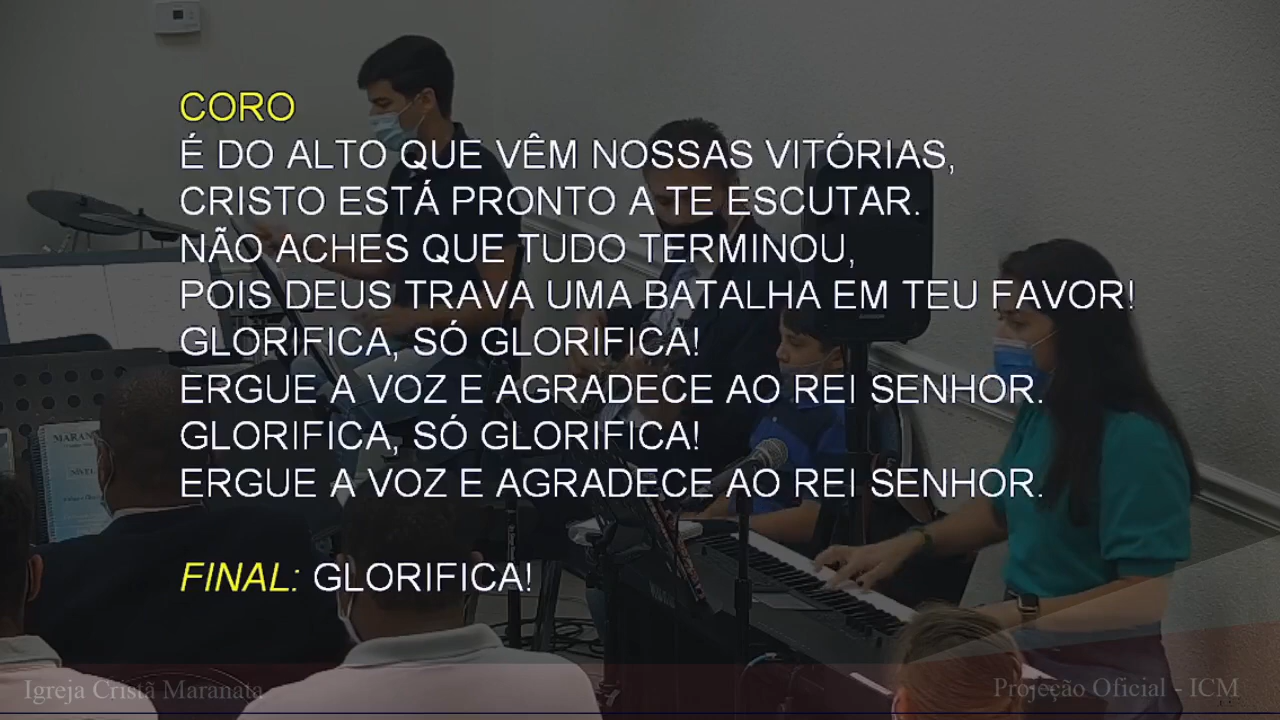 CORO
É DO ALTO QUE VÊM NOSSAS VITÓRIAS,
CRISTO ESTÁ PRONTO A TE ESCUTAR.
NÃO ACHES QUE TUDO TERMINOU,
POIS DEUS TRAVA UMA BATALHA EM TEU FAVOR!
GLORIFICA, SÓ GLORIFICA!
ERGUE A VOZ E AGRADECE AO REI SENHOR.
GLORIFICA, SÓ GLORIFICA!
ERGUE A VOZ E AGRADECE AO REI SENHOR.
FINAL: GLORIFICA!
Igreja Cristã Maranata
Projeção Oficial - ICM